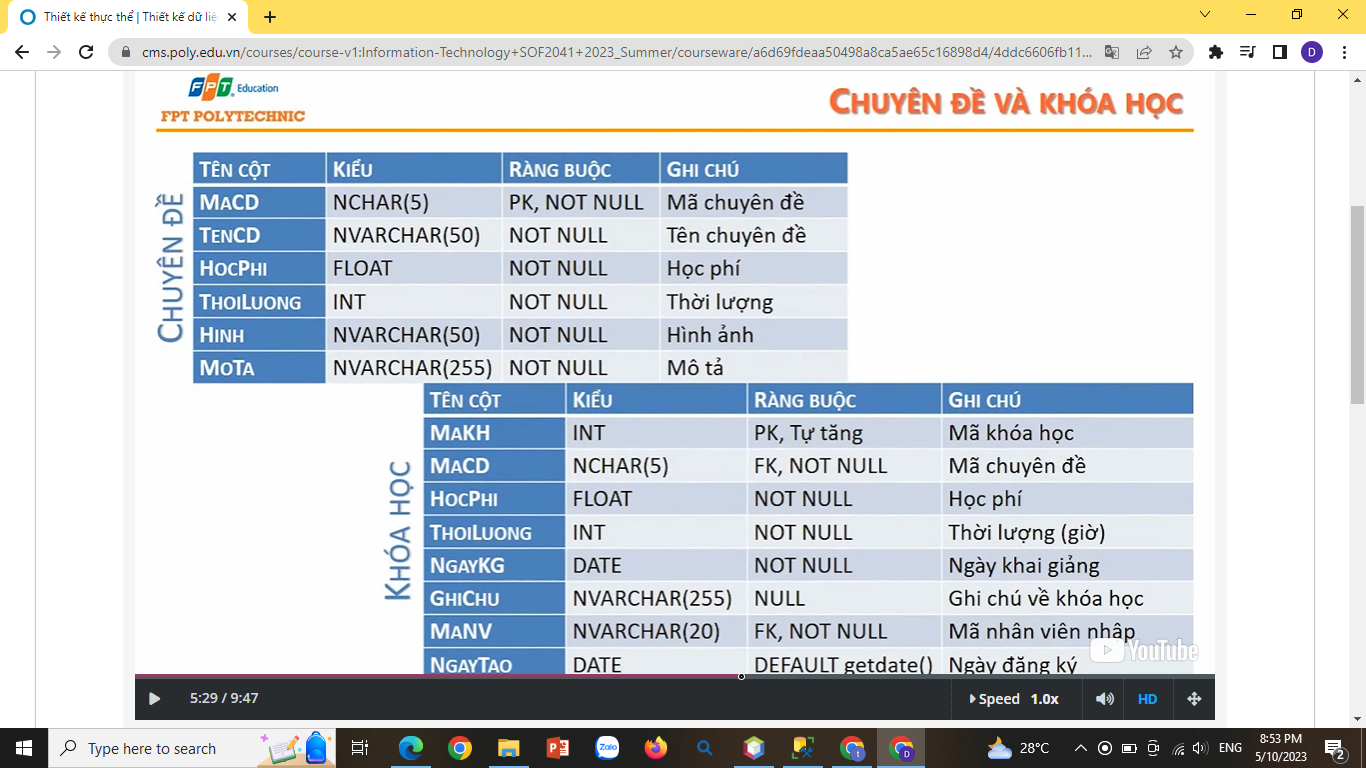 Thiết kế thực thể | Thiết kế dữ liệ
cms.poly.edu.vn/courses/course-v1:Information-Technology+SOF2041+2023_Summer/courseware/a6d69fdeaa50498a8ca5ae65c16898d4/4ddc6606fb11...
D
FPT. Education
FPT POLYTECHNIC
CHUYÊN ĐỀ VÀ KHÓA HỌC
CHUYÊN ĐỀ
TÊN CỘT KIỂU RÀNG BUỘC GHI CHÚ
MACD NCHAR(5) PK, NOT NULL Mã chuyên đề
TENCD NVARCHAR(50) NOT NULL Tên chuyên đề
HOCPHI FLOAT NOT NULL Học phí
THOILUONG INT NOT NULL Thời lượng
HINH NVARCHAR(50) NOT NULL Hình ảnh
MOTA NVARCHAR(255) NOT NULL Mô tả
KHÓA HỌC
TÊN CỘT KIỂU RÀNG BUỘC GHI CHÚ
MAKH INT PK, Tự tăng Mã khóa học
MACD NCHAR(5) FK, NOT NULL Mã chuyên đề
HOCPHI FLOAT NOT NULL Học phí
THOILUONG INT NOT NULL Thời lượng (giờ)
NGAYKG DATE NOT NULL Ngày khai giảng
GHICHU NVARCHAR(255) NULL Ghi chú về khóa học
MANV NVARCHAR(20) FK, NOT NULL Mã nhân viên nhập
NGAYTAO DATE DEFAULT getdate() Ngày đăng ký
YouTube
5:29 / 9:47
Speed 1.0x
HD
Type here to search
Zalo
t
D
28°C
ENG
8:53 PM
5/10/2023
2